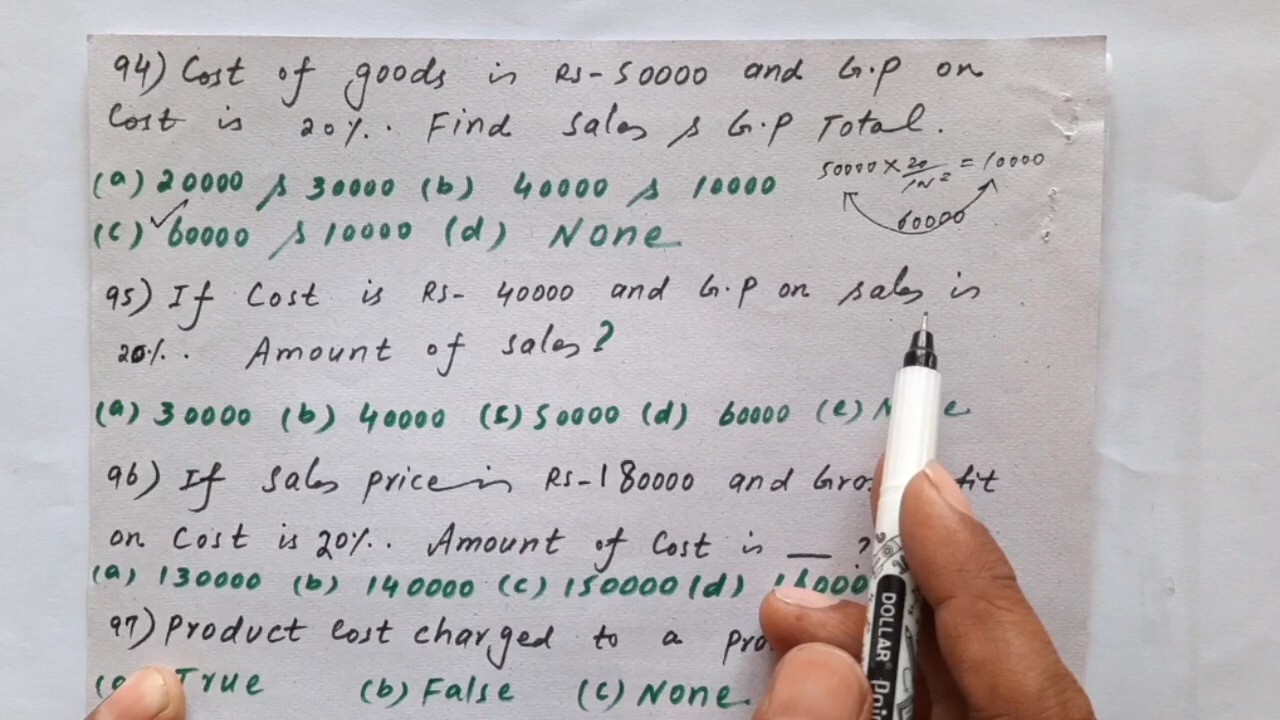 94) Cost of goods is Rs-50000 and G.P on
Cost is 20%. Find Sales & G.P Total.
50000 × 20 = 10000
60000
(a) 20000 & 30000 (b) 40000 & 10000
(c) 60000 & 10000 (d) None
95) If Cost is Rs- 40000 and G.P on sales is
20%. Amount of sales?
(a) 30000 (b) 40000 (c) 50000 (d) 60000 (e)
96) If sales price is Rs-180000 and
on Cost is 20%. Amount of Cost is __ ?
(a) 130000 (b) 140000 (c) 150000 (d)
97) Product Cost charged to a
True (b) False (c) None
DOLLAR